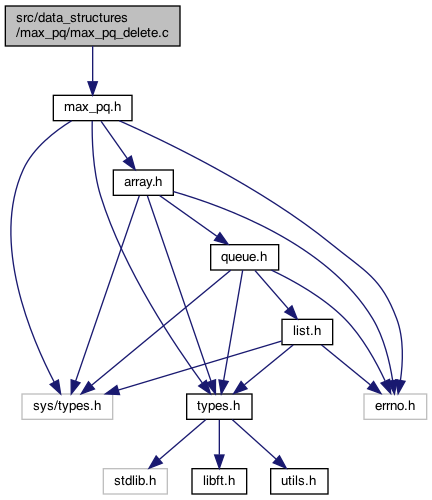 src/data_structures
/max_pq/max_pq_delete.c
max_pq.h
array.h
queue.h
list.h
sys/types.h
types.h
errno.h
stdlib.h
libft.h
utils.h